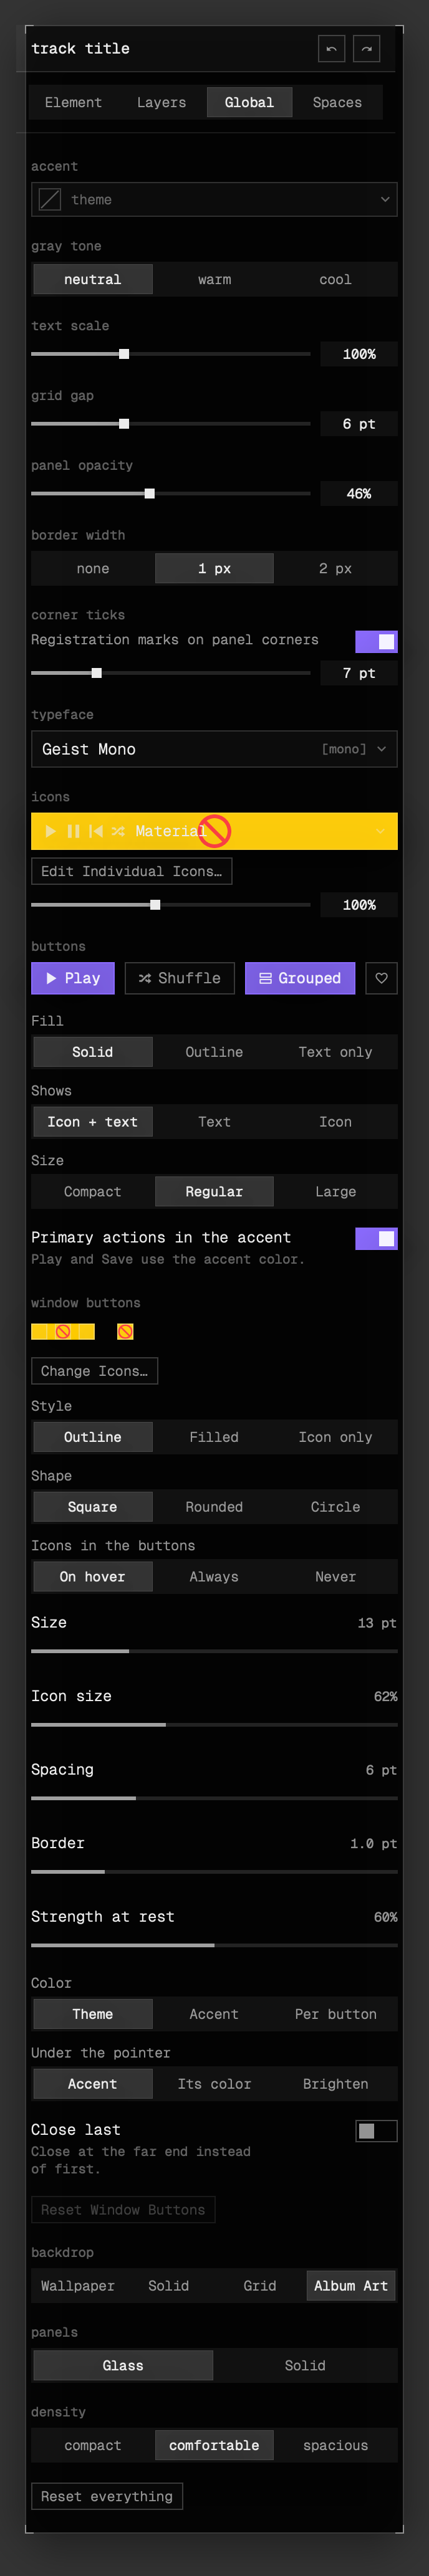 track title
Element Layers Global Spaces
accent
theme
gray tone
neutral warm cool
text scale
100%
grid gap
6 pt
panel opacity
46%
border width
none 1 px 2 px
corner ticks
Registration marks on panel corners
7 pt
typeface
Geist Mono [mono]
icons
Material
Edit Individual Icons…
100%
buttons
Play Shuffle Grouped
Fill
Solid Outline Text only
Shows
Icon + text Text Icon
Size
Compact Regular Large
Primary actions in the accent
Play and Save use the accent color.
window buttons
Change Icons…
Style
Outline Filled Icon only
Shape
Square Rounded Circle
Icons in the buttons
On hover Always Never
Size 13 pt
Icon size 62%
Spacing 6 pt
Border 1.0 pt
Strength at rest 60%
Color
Theme Accent Per button
Under the pointer
Accent Its color Brighten
Close last
Close at the far end instead
of first.
Reset Window Buttons
backdrop
Wallpaper Solid Grid Album Art
panels
Glass Solid
density
compact comfortable spacious
Reset everything